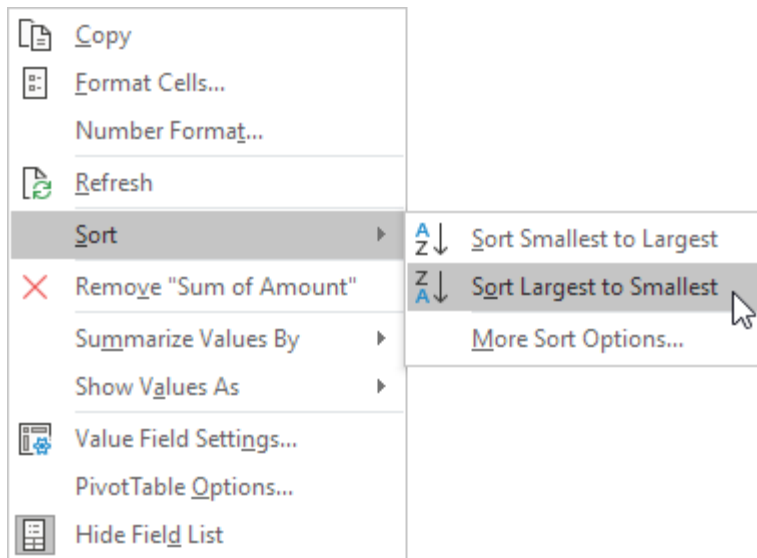 Copy
Format Cells...
Number Format...
Refresh
Sort
Remove "Sum of Amount"
Summarize Values By
Show Values As
Value Field Settings...
PivotTable Options...
Hide Field List
A
Z
Sort Smallest to Largest
Z
A
Sort Largest to Smallest
More Sort Options...